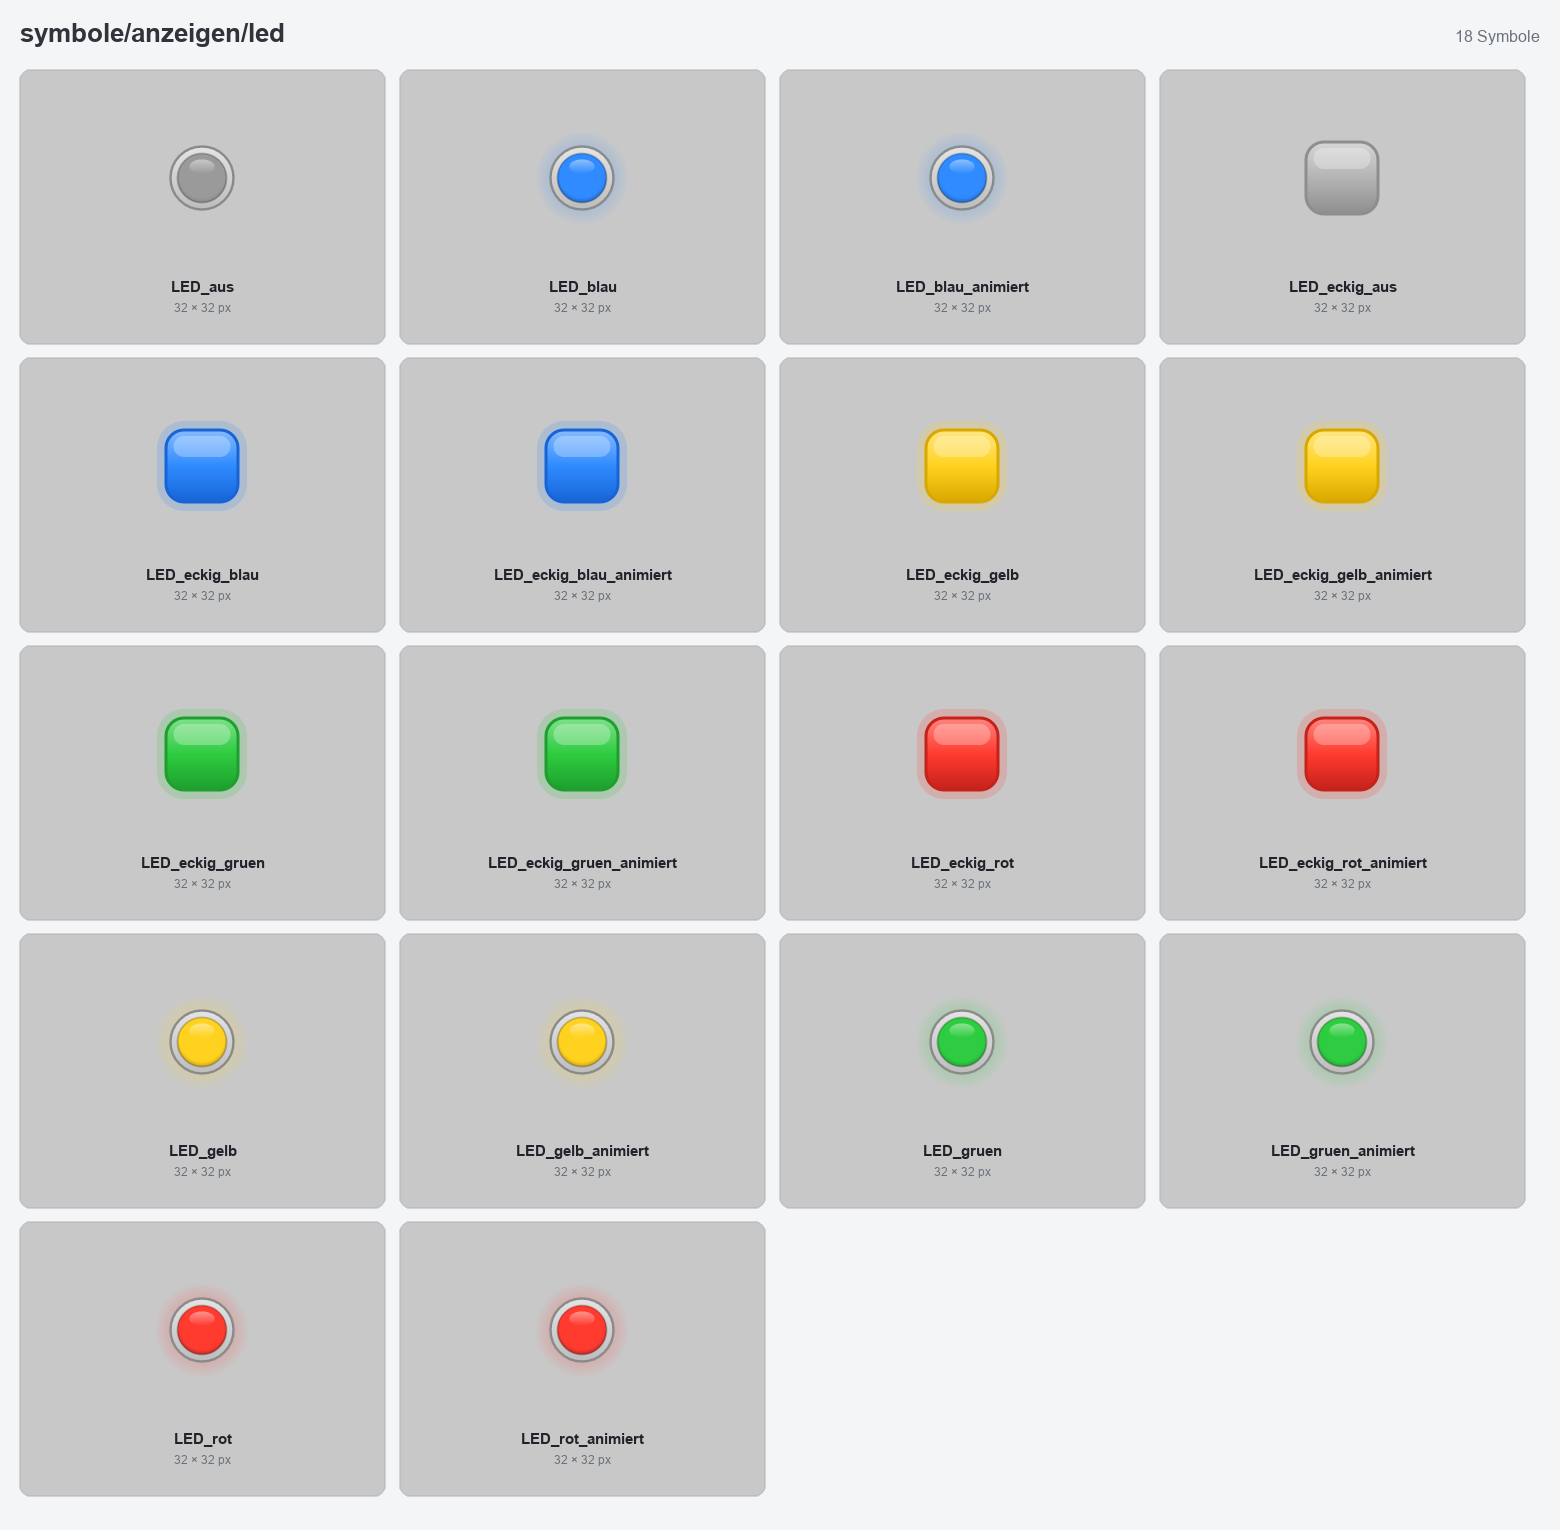 symbole/anzeigen/led
18 Symbole
LED_aus
32 × 32 px
LED_blau
32 × 32 px
LED_blau_animiert
32 × 32 px
LED_eckig_aus
32 × 32 px
LED_eckig_blau
32 × 32 px
LED_eckig_blau_animiert
32 × 32 px
LED_eckig_gelb
32 × 32 px
LED_eckig_gelb_animiert
32 × 32 px
LED_eckig_gruen
32 × 32 px
LED_eckig_gruen_animiert
32 × 32 px
LED_eckig_rot
32 × 32 px
LED_eckig_rot_animiert
32 × 32 px
LED_gelb
32 × 32 px
LED_gelb_animiert
32 × 32 px
LED_gruen
32 × 32 px
LED_gruen_animiert
32 × 32 px
LED_rot
32 × 32 px
LED_rot_animiert
32 × 32 px